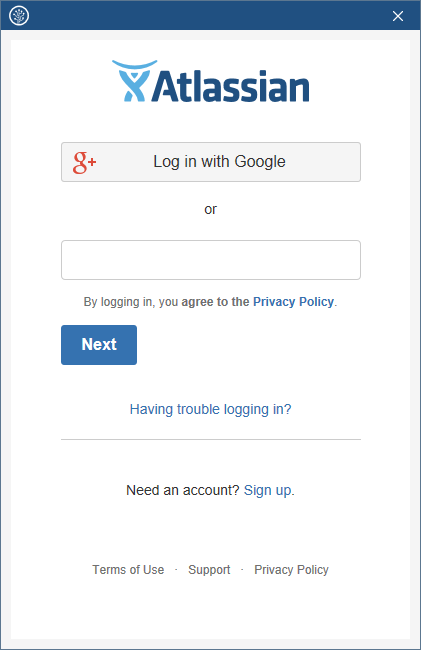 Atlassian
g+ Log in with Google
or
By logging in, you agree to the Privacy Policy.
Next
Having trouble logging in?
Need an account? Sign up.
Terms of Use · Support · Privacy Policy